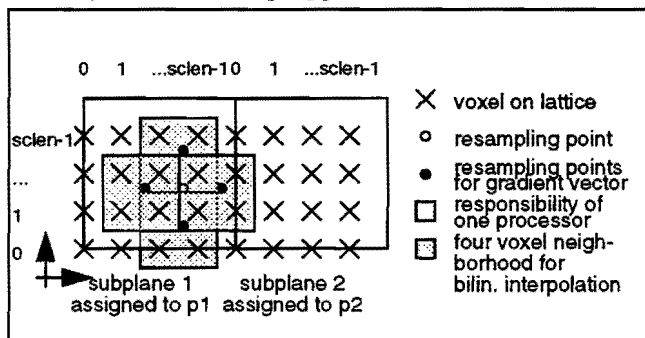 0 1 ...sclen-10 1 ...sclen-1
sclen-1
...
1
0
voxel on lattice
resampling point
resampling points
for gradient vector
responsibility of
one processor
four voxel neigh-
borhood for
bilin. interpolation
subplane 1
assigned to p1
subplane 2
assigned to p2